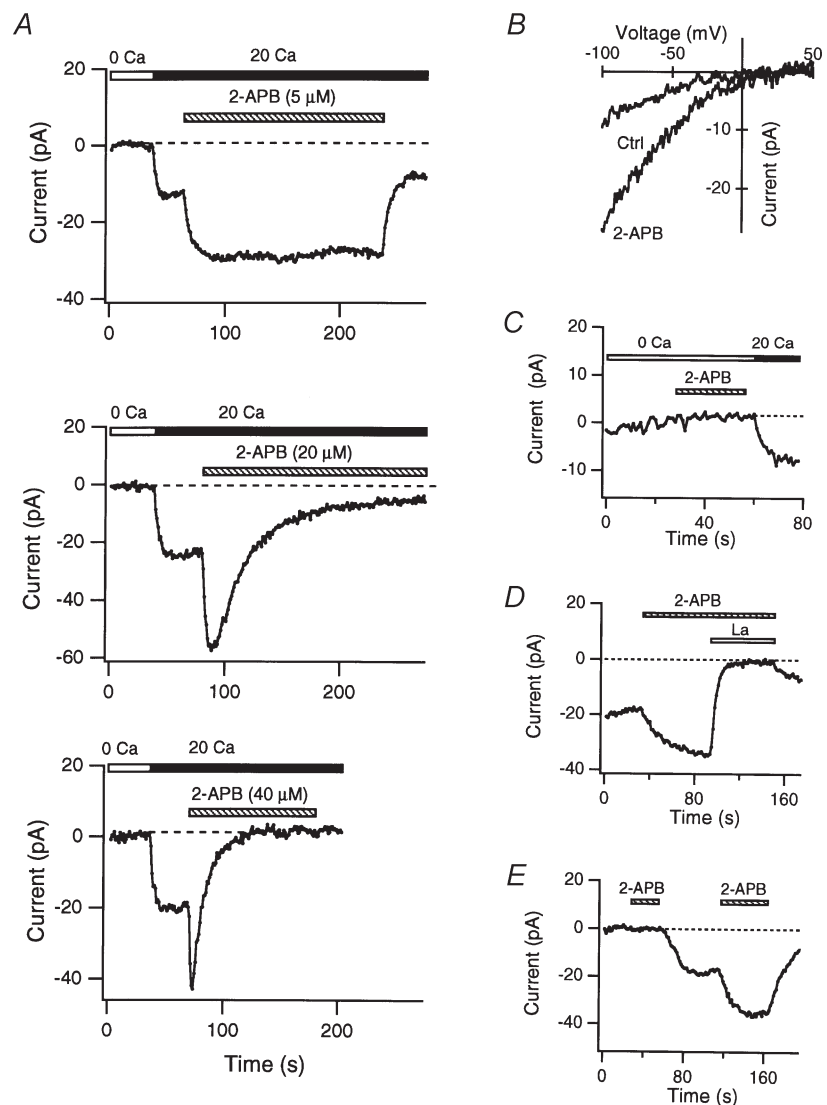 A
0 Ca
20 Ca
2-APB (5 µM)
20
0
-20
-40
Current (pA)
0
100
200
0 Ca
20 Ca
2-APB (20 µM)
20
0
-20
-40
-60
Current (pA)
0
100
200
0 Ca
20 Ca
2-APB (40 µM)
20
0
-20
-40
Current (pA)
0
100
200
Time (s)
B
Voltage (mV)
-100
-50
50
Ctrl
-10
-20
Current (pA)
2-APB
C
20
10
0
-10
Current (pA)
0 Ca
20 Ca
2-APB
0
40
80
Time (s)
D
20
0
-20
-40
Current (pA)
2-APB
La
0
80
160
Time (s)
E
20
0
-20
-40
Current (pA)
2-APB
2-APB
0
80
160
Time (s)